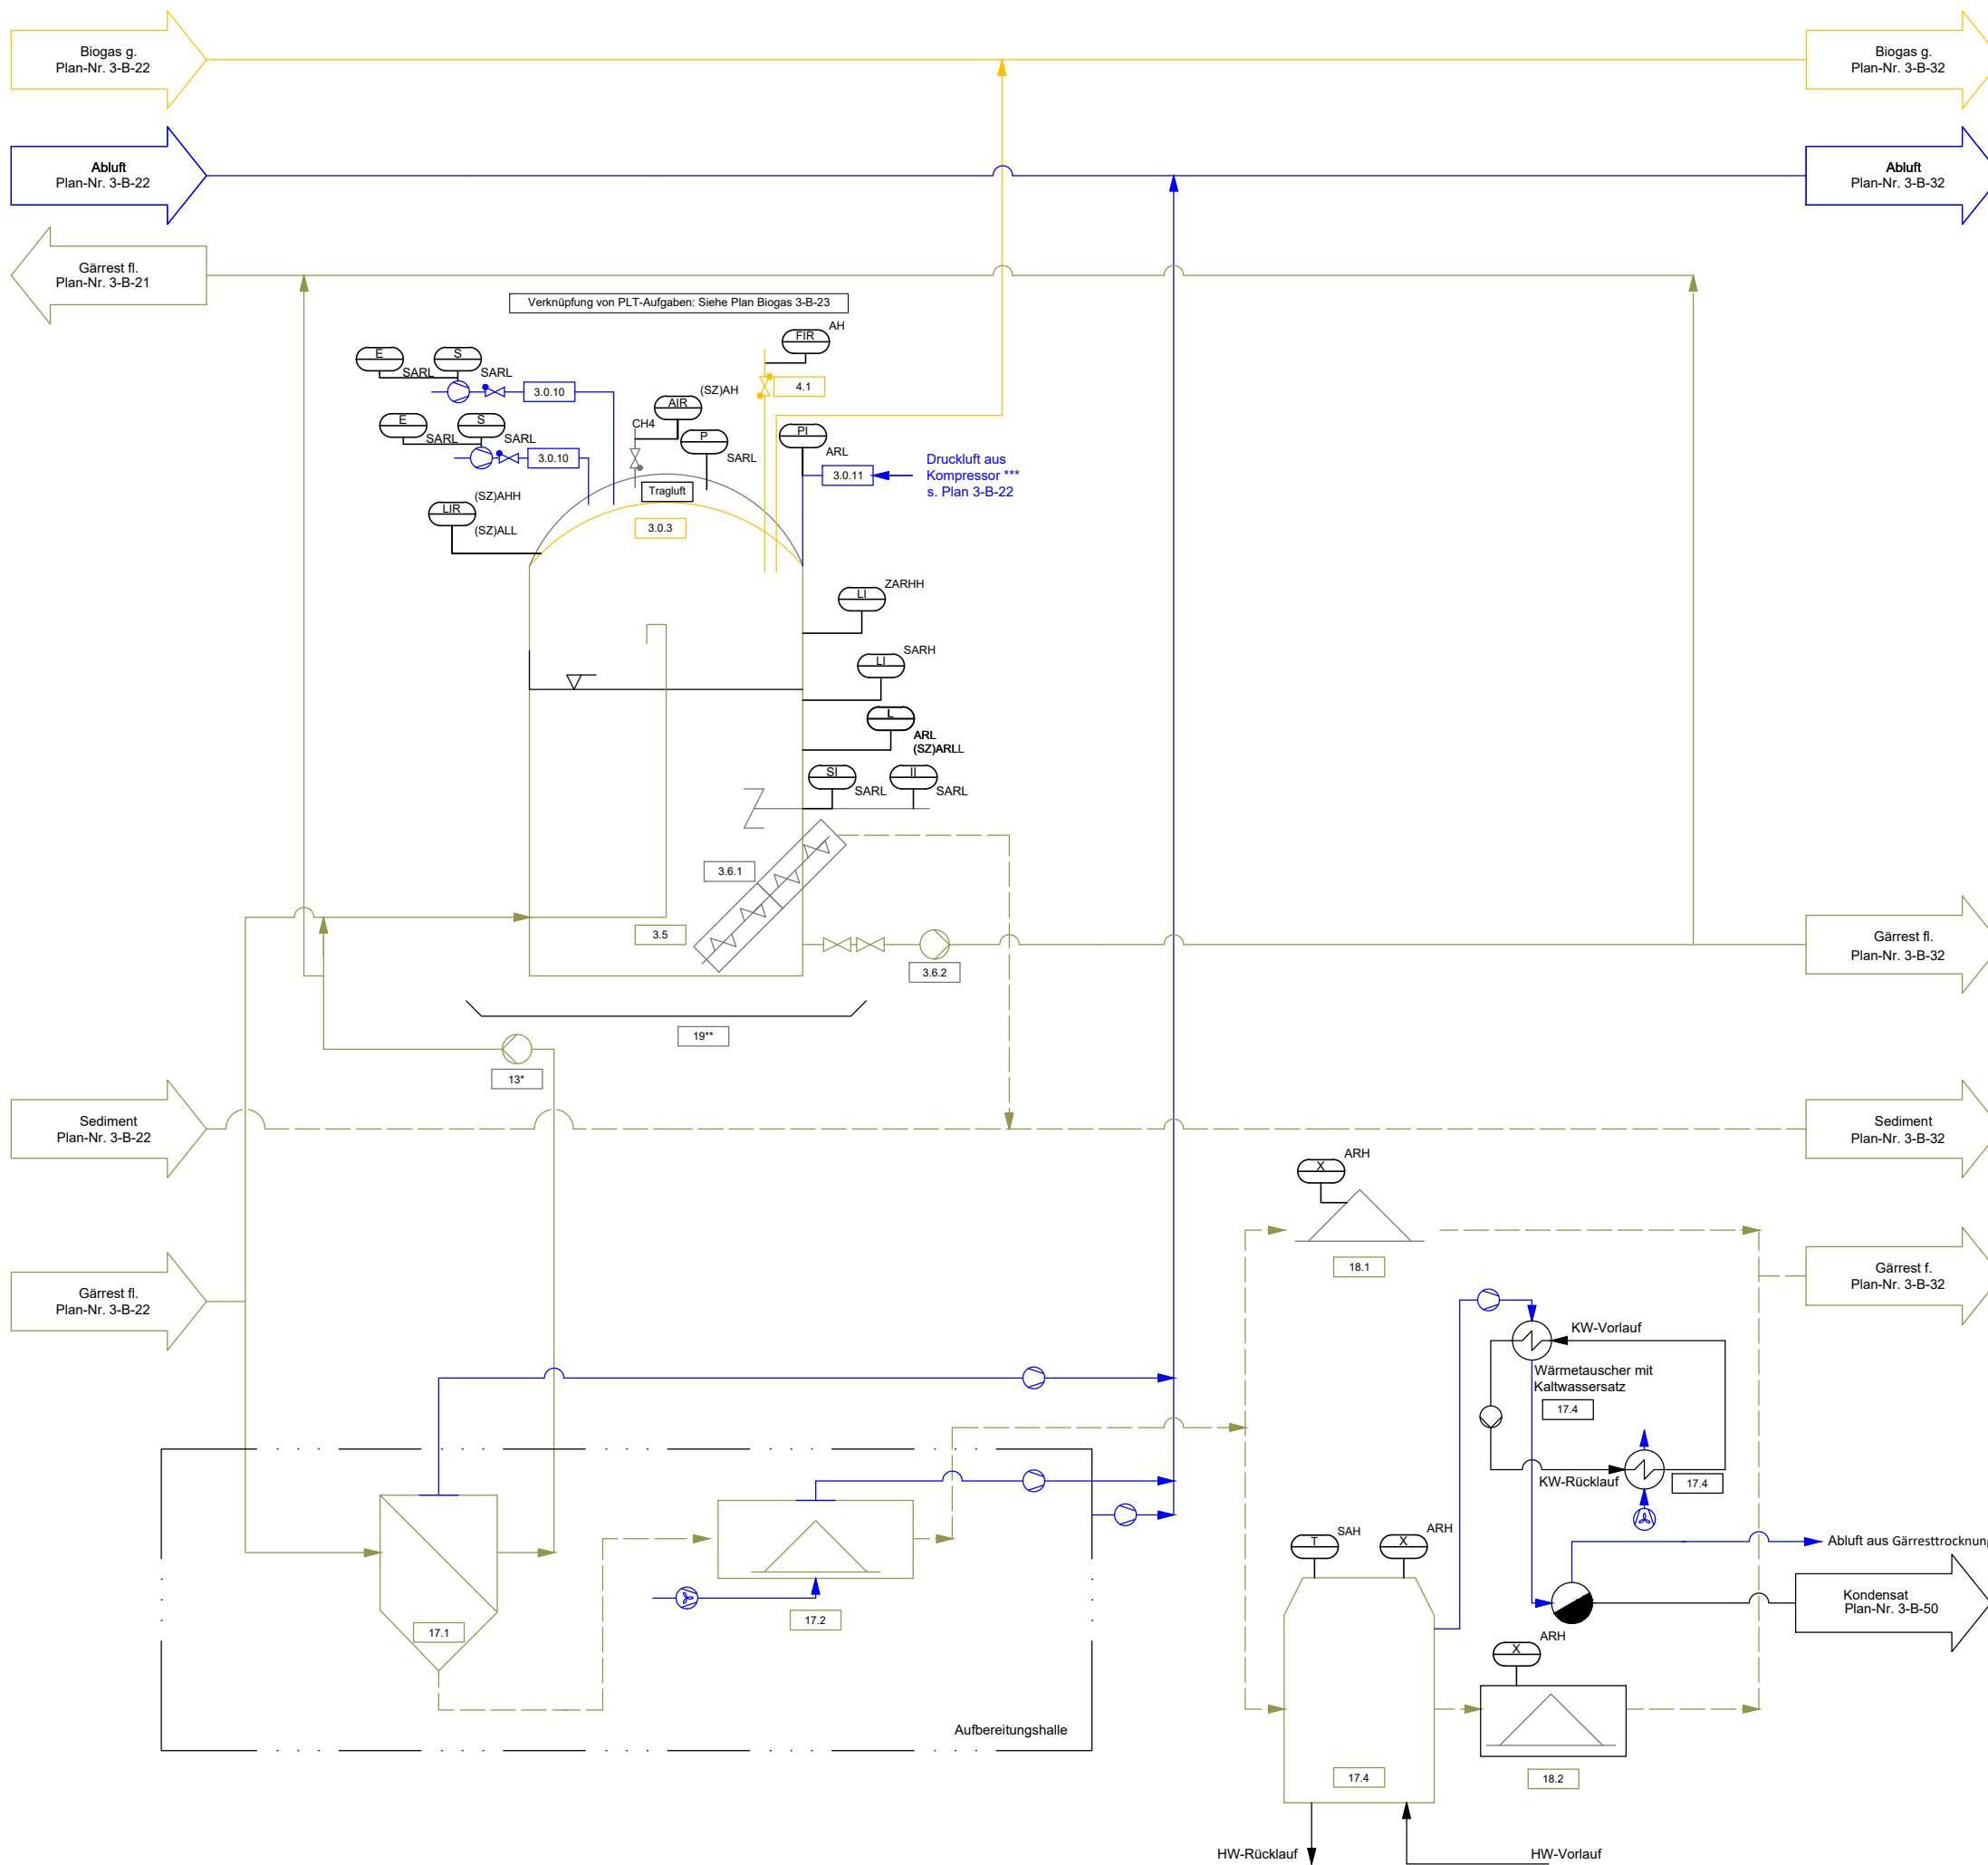 Biogas g.
Plan-Nr. 3-B-22
Biogas g.
Plan-Nr. 3-B-32
Abluft
Plan-Nr. 3-B-22
Abluft
Plan-Nr. 3-B-32
Gärrest fl.
Plan-Nr. 3-B-21
Verknüpfung von PLT-Aufgaben: Siehe Plan Biogas 3-B-23
FIR
AH
E
SARL
S
SARL
3.0.10
4.1
(SZ)AH
AIR
CH4
E
SARL
S
SARL
3.0.10
P
SARL
PI
ARL
3.0.11
Druckluft aus
Kompressor ***
s. Plan 3-B-22
Tragluft
3.0.3
(SZ)AHH
LIR
(SZ)ALL
ZARHH
LI
SARH
LI
L
ARL
(SZ)ARLL
SI
SARL
II
SARL
3.6.1
3.5
3.6.2
Gärrest fl.
Plan-Nr. 3-B-32
19**
13*
Sediment
Plan-Nr. 3-B-22
Sediment
Plan-Nr. 3-B-32
X
ARH
18.1
Gärrest fl.
Plan-Nr. 3-B-22
Gärrest f.
Plan-Nr. 3-B-32
KW-Vorlauf
Wärmetauscher mit
Kaltwassersatz
17.4
KW-Rücklauf
17.4
T
SAH
X
ARH
Abluft aus Gärresttrocknung
Kondensat
Plan-Nr. 3-B-50
17.1
17.2
X
ARH
Aufbereitungshalle
17.4
18.2
HW-Rücklauf
HW-Vorlauf